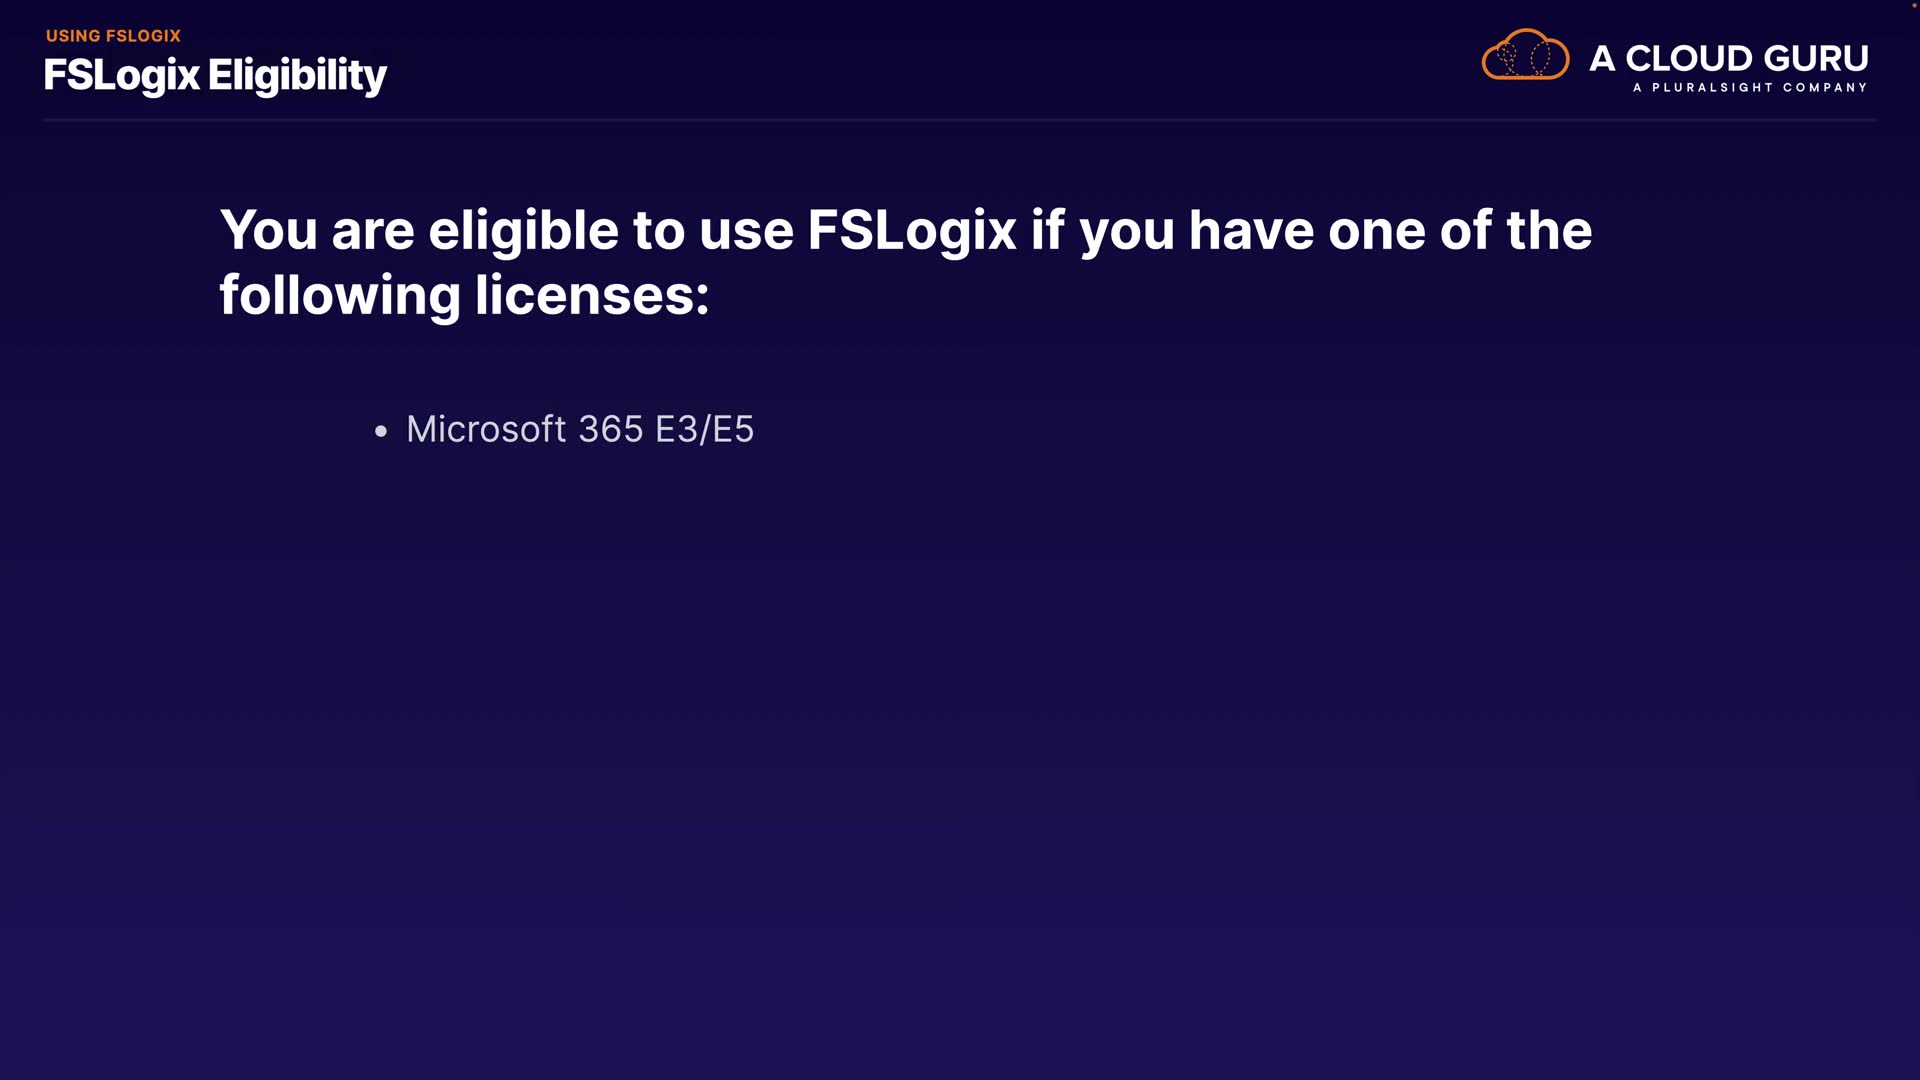 USING FSLOGIX
FSLogix Eligibility
A CLOUD GURU
A PLURALSIGHT COMPANY
You are eligible to use FSLogix if you have one of the
following licenses:
• Microsoft 365 E3/E5